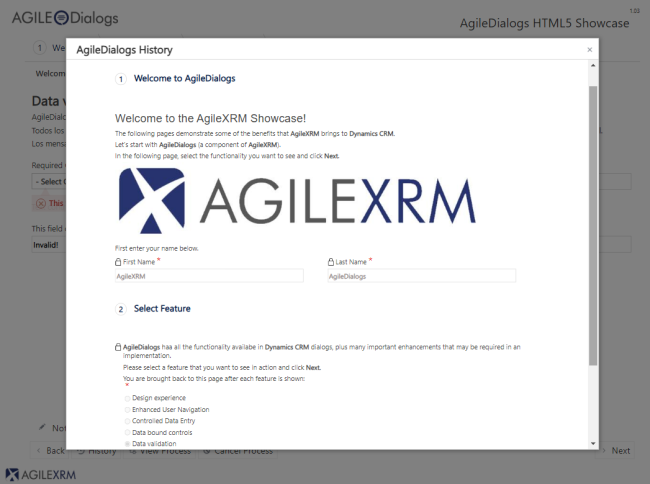 AGILE Dialogs
1.33
AgileDialogs HTML5 Showcase
1 We
AgileDialogs History
×
Welcom
1 Welcome to AgileDialogs
Data v
AgileDia
Todos los
Los mensa
Welcome to the AgileXRM Showcase!
The following pages demonstrate some of the benefits that AgileXRM brings to Dynamics CRM.
Let's start with AgileDialogs (a component of AgileXRM).
In the following page, select the functionality you want to see and click Next.
Required
- Select
This
This field
Invalid!
AGILEXRM
First enter your name below.
First Name *
Last Name *
AgileXRM
AgileDialogs
2 Select Feature
AgileDialogs haa all the functionality availabe in Dynamics CRM dialogs, plus many important enhancements that may be required in an
implementation.
Please select a feature that you want to see in action and click Next.
You are brought back to this page after each feature is shown:
*
Design experience
Enhanced User Navigation
Controlled Data Entry
Data bound controls
Data validation
Not
Back History View Process Cancel Process Next
AGILEXRM